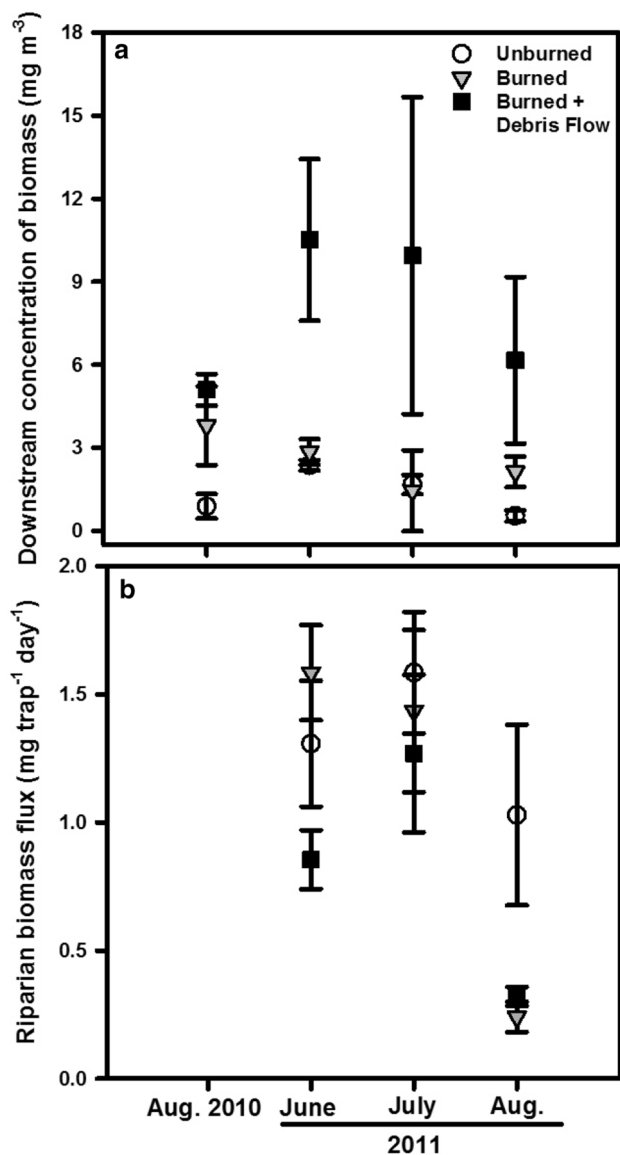 a
Unburned
Burned
Burned +
Debris Flow
Downstream concentration of biomass (mg m⁻³)
18
15
12
9
6
3
0
b
Riparian biomass flux (mg trap⁻¹ day⁻¹)
2.0
1.5
1.0
0.5
0.0
Aug. 2010 June July Aug.
2011